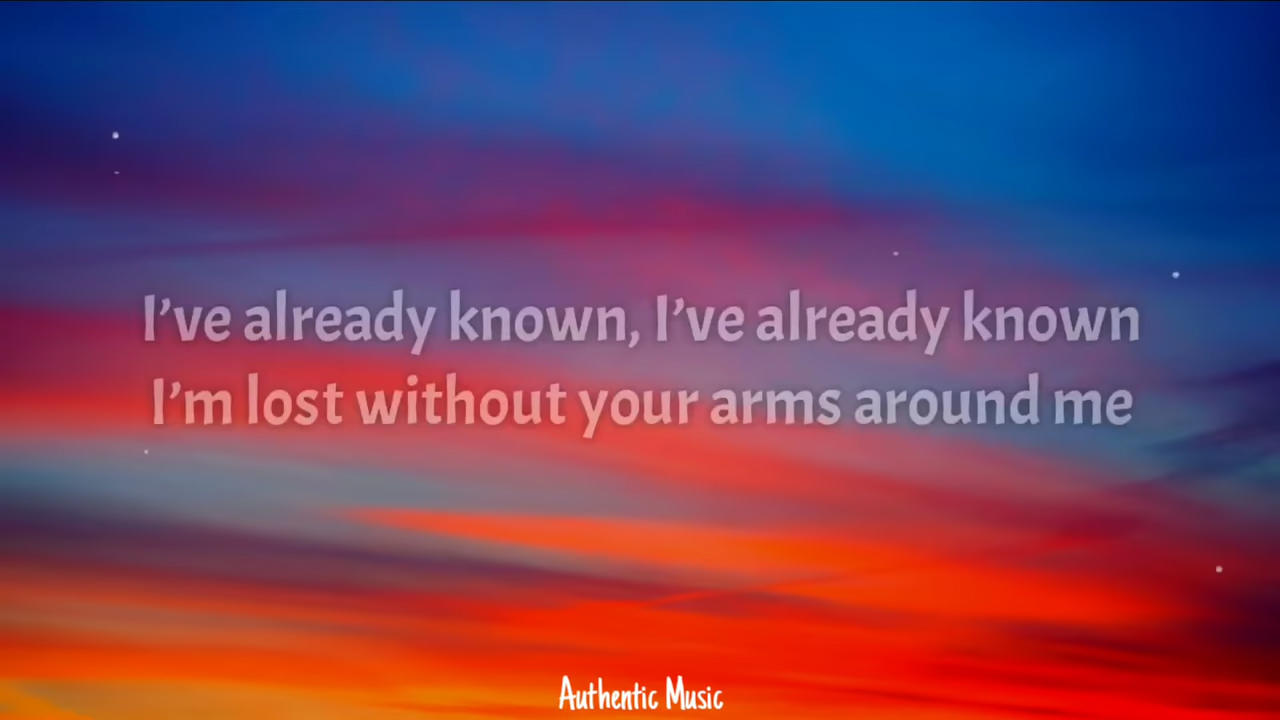 I’ve already known, I’ve already known
I’m lost without your arms around me
Authentic Music